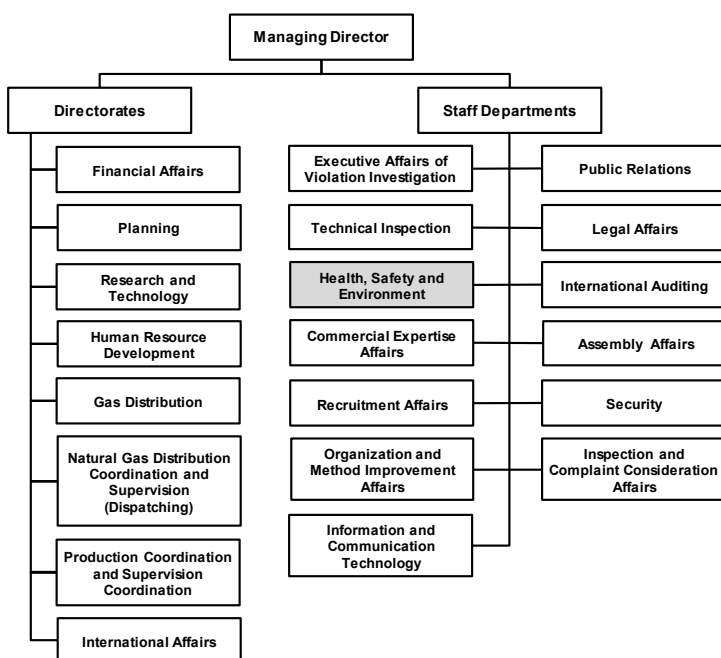 Managing Director
Directorates
Staff Departments
Financial Affairs
Planning
Research and
Technology
Human Resource
Development
Gas Distribution
Natural Gas Distribution
Coordination and
Supervision
(Dispatching)
Production Coordination
and Supervision
Coordination
International Affairs
Executive Affairs of
Violation Investigation
Technical Inspection
Health, Safety and
Environment
Commercial Expertise
Affairs
Recruitment Affairs
Organization and
Method Improvement
Affairs
Information and
Communication
Technology
Public Relations
Legal Affairs
International Auditing
Assembly Affairs
Security
Inspection and
Complaint Consideration
Affairs